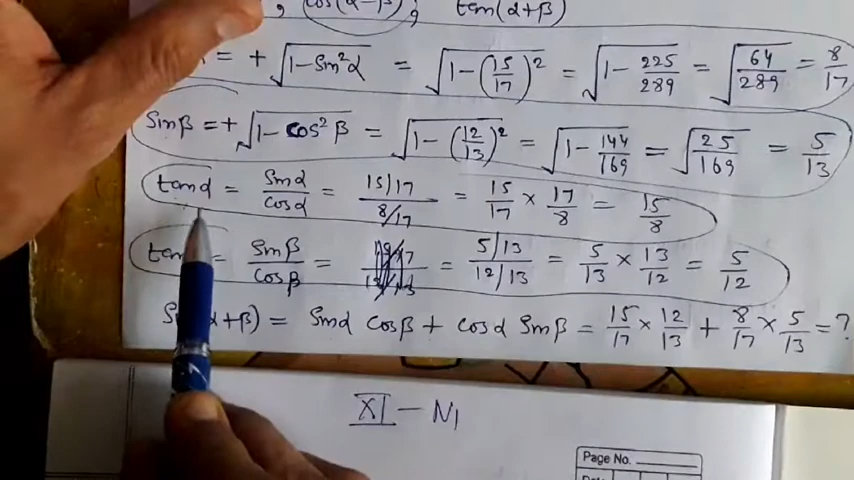 cos(α-β); tan(α+β)
= +√(1-Sin²α) = √(1-(15/17)²) = √(1-225/289) = √(64/289) = 8/17
Sinβ = +√(1-cos²β) = √(1-(12/13)²) = √(1-144/169) = √(25/169) = 5/13
tanα = Sinα/cosα = (15/17)/(8/17) = 15/17 × 17/8 = 15/8
tan = Sinβ/cosβ = = (5/13)/(12/13) = 5/13 × 13/12 = 5/12
α+β) = Sinα cosβ + cosα Sinβ = 15/17 × 12/13 + 8/17 × 5/13 = ?
XI - N1
Page No.